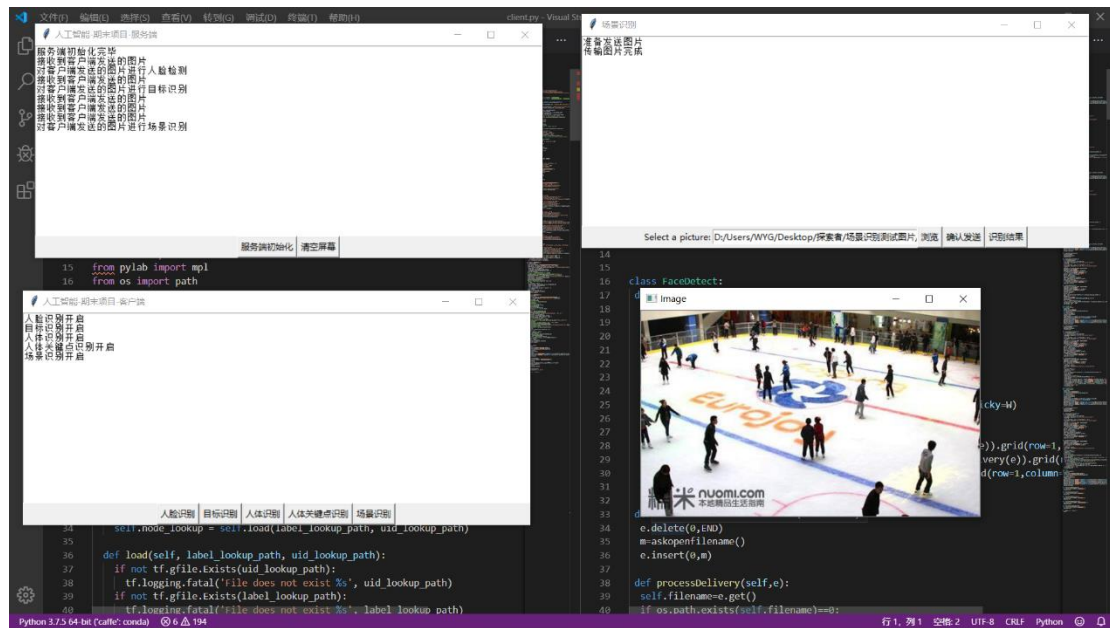 文件(F) 编辑(E) 选择(S) 查看(V) 转到(G) 调试(D) 终端(T) 帮助(H)
client.py - Visual St
人工智能-期末项目-服务端
服务端初始化完毕
接收到客户端发送的图片
对客户端发送的图片进行人脸检测
接收到客户端发送的图片
对客户端发送的图片进行目标识别
接收到客户端发送的图片
接收到客户端发送的图片
接收到客户端发送的图片
对客户端发送的图片进行场景识别
服务端初始化 清空屏幕
场景识别
准备发送图片
传输图片完成
Select a picture: D:/Users/WYG/Desktop/探索者/场景识别测试图片, 浏览 确认发送 识别结果
15 from pylab import mpl
16 from os import path
人工智能-期末项目-客户端
人脸识别开启
目标识别开启
人体识别开启
人体关键点识别开启
场景识别开启
人脸识别 目标识别 人体识别 人体关键点识别 场景识别
34 self.node_lookup = self.load(label_lookup_path, uid_lookup_path)
35
36 def load(self, label_lookup_path, uid_lookup_path):
37 if not tf.gfile.Exists(uid_lookup_path):
38 tf.logging.fatal('File does not exist %s', uid_lookup_path)
39 if not tf.gfile.Exists(label_lookup_path):
40 tf.logging.fatal('File does not exist %s', label_lookup_path)
14
15
16 class FaceDetect:
17 d
18
19
20
21
22
23
24
25 icky=W)
26
27
28 e)).grid(row=1,
29 very(e)).grid(
30 d(row=1,column=
31
32
33 d
34 e.delete(0,END)
35 m=askopenfilename()
36 e.insert(0,m)
37
38 def processDelivery(self,e):
39 self.filename=e.get()
40 if os.path.exists(self.filename)==0:
Image
Eurojoy
糯米 nuomi.com
本地精品生活指南
Python 3.7.5 64-bit ('caffe': conda) 6 194
行 1, 列 1 空格: 2 UTF-8 CRLF Python